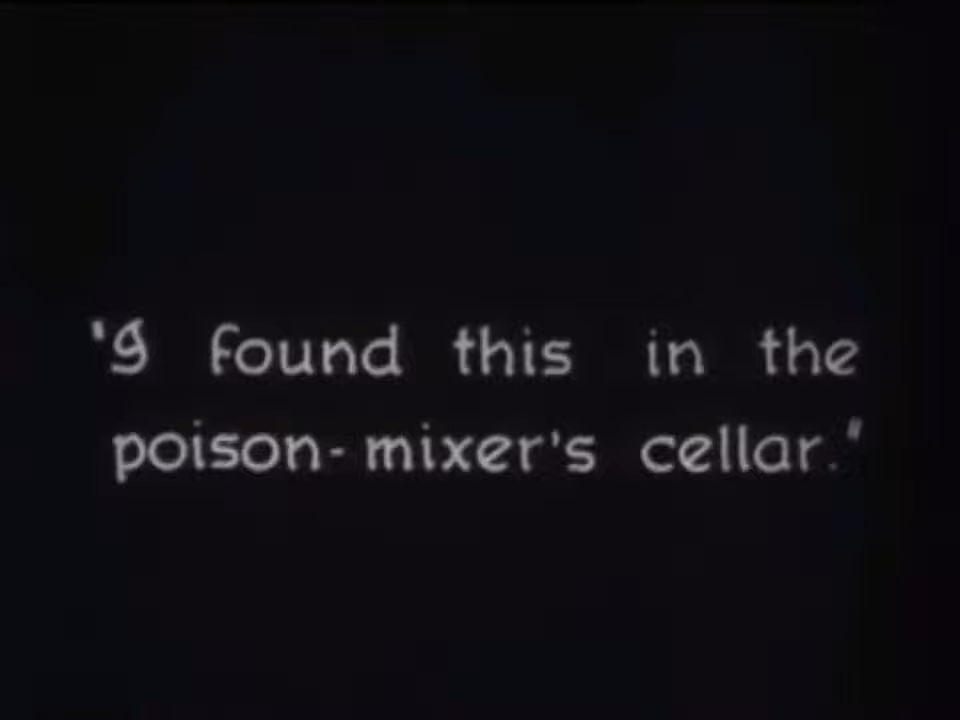 "I found this in the
poison-mixer's cellar."